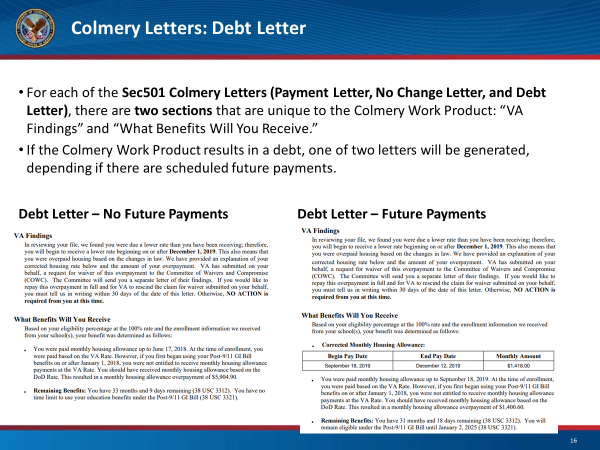 Colmery Letters: Debt Letter
• For each of the Sec501 Colmery Letters (Payment Letter, No Change Letter, and Debt
Letter), there are two sections that are unique to the Colmery Work Product: “VA
Findings” and “What Benefits Will You Receive.”
• If the Colmery Work Product results in a debt, one of two letters will be generated,
depending if there are scheduled future payments.
Debt Letter – No Future Payments
VA Findings
In reviewing your file, we found you were due a lower rate than you have been receiving; therefore,
you will begin to receive a lower rate beginning on or after December 1, 2019. This also means that
you were overpaid housing based on the changes in law. We have provided an explanation of your
corrected housing rate below and the amount of your overpayment. VA has submitted on your
behalf, a request for waiver of this overpayment to the Committee of Waivers and Compromise
(COWC). The Committee will send you a separate letter of their findings. If you would like to
repay this overpayment in full and for VA to rescind the claim for waiver submitted on your behalf,
you must tell us in writing within 30 days of the date of this letter. Otherwise, NO ACTION is
required from you at this time.
What Benefits Will You Receive
Based on your eligibility percentage at the 100% rate and the enrollment information we received
from your school(s), your benefit was determined as follows:
• You were paid monthly housing allowance up to June 17, 2018. At the time of enrollment, you
were paid based on the VA Rate. However, if you first began using your Post-9/11 GI Bill
benefits on or after January 1, 2018, you were not entitled to receive monthly housing allowance
payments at the VA Rate. You should have received monthly housing allowance based on the
DoD Rate. This resulted in a monthly housing overpayment of $5,904.90.
• Remaining Benefits: You have 33 months and 9 days remaining (38 USC 3312). You have no
time limit to use your education benefits under the Post-9/11 GI Bill (38 USC 3321).
Debt Letter – Future Payments
VA Findings
In reviewing your file, we found you were due a lower rate than you have been receiving; therefore,
you will begin to receive a lower rate beginning on or after December 1, 2019. This also means that
you were overpaid housing based on the changes in law. We have provided an explanation of your
corrected housing rate below and the amount of your overpayment. VA has submitted on your
behalf, a request for waiver of this overpayment to the Committee of Waivers and Compromise
(COWC). The Committee will send you a separate letter of their findings. If you would like to
repay this overpayment in full and for VA to rescind the claim for waiver submitted on your behalf,
you must tell us in writing within 30 days of the date of this letter. Otherwise, NO ACTION is
required from you at this time.
What Benefits Will You Receive
Based on your eligibility percentage at the 100% rate and the enrollment information we received
from your school(s), your benefit was determined as follows:
• Corrected Monthly Housing Allowance:
Begin Pay Date End Pay Date Monthly Amount
September 18, 2019 December 12, 2019 $1,418.00
• You were paid monthly housing allowance up to September 18, 2019. At the time of enrollment,
you were paid based on the VA Rate. However, if you first began using your Post-9/11 GI Bill
benefits on or after January 1, 2018, you were not entitled to receive monthly housing allowance
payments at the VA Rate. You should have received monthly housing allowance based on the
DoD Rate. This resulted in a monthly housing allowance overpayment of $1,400.60.
• Remaining Benefits: You have 31 months and 18 days remaining (38 USC 3312). You will
remain eligible under the Post-9/11 GI Bill until January 2, 2025 (38 USC 3321).
16